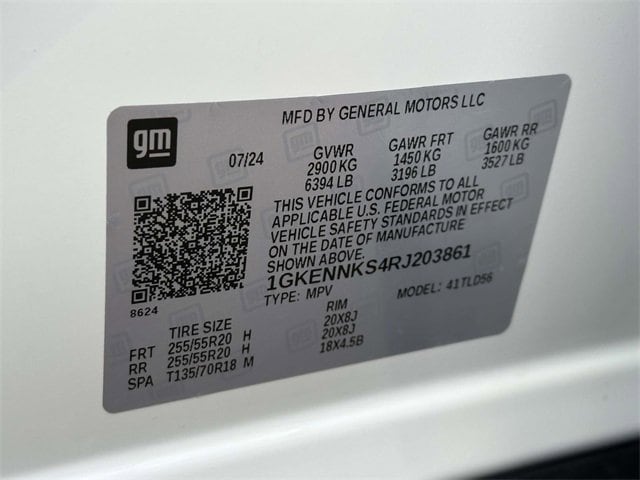 MFD BY GENERAL MOTORS LLC
gm
07/24
GVWR GAWR FRT GAWR RR
2900 KG 1450 KG 1600 KG
6394 LB 3196 LB 3527 LB
THIS VEHICLE CONFORMS TO ALL
APPLICABLE U.S. FEDERAL MOTOR
VEHICLE SAFETY STANDARDS IN EFFECT
ON THE DATE OF MANUFACTURE
SHOWN ABOVE.
1GKENNKS4RJ203861
TYPE: MPV MODEL: 41TLD56
8624
TIRE SIZE RIM
FRT 255/55R20 H 20X8J
RR 255/55R20 H 20X8J
SPA T135/70R18 M 18X4.5B